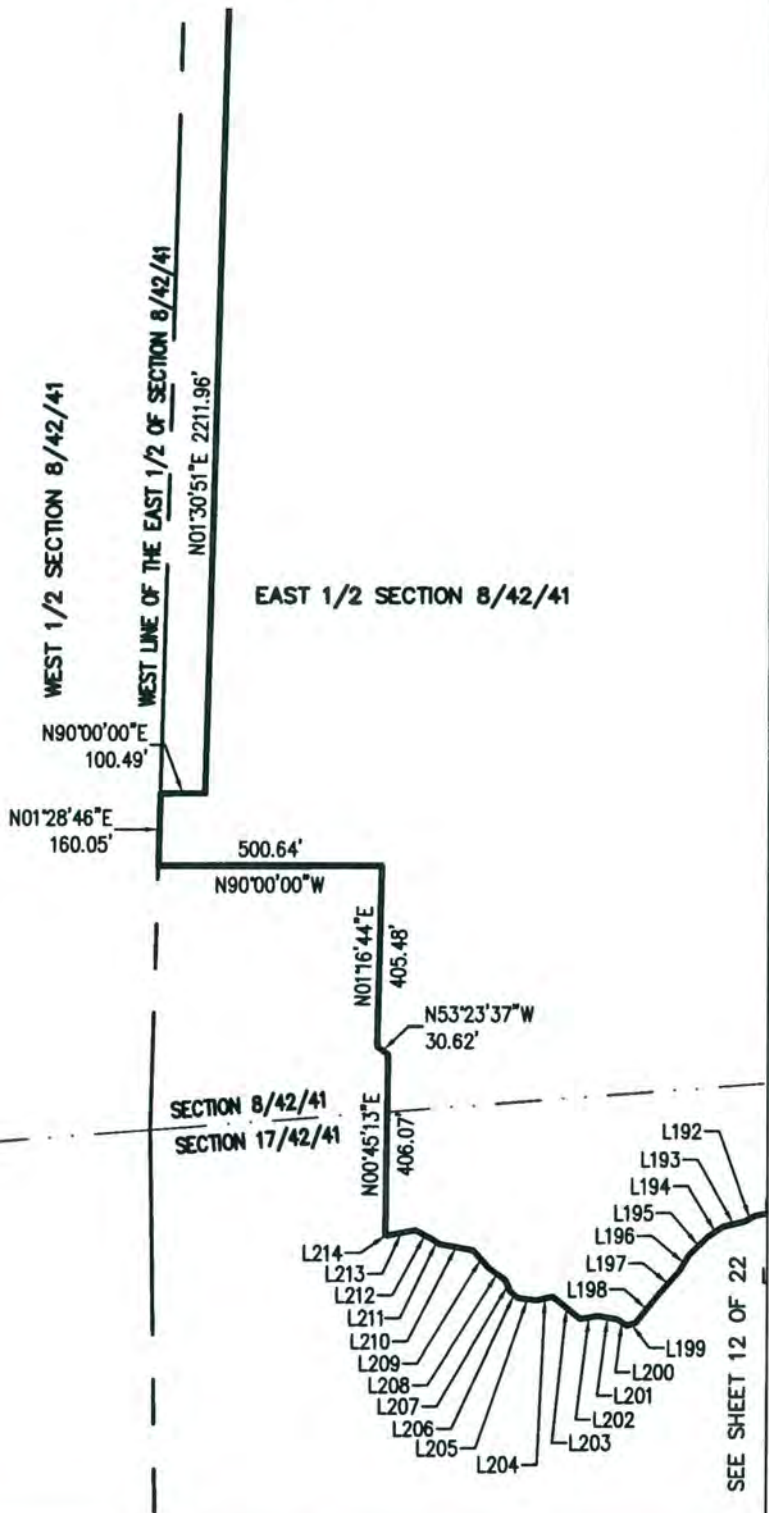 WEST 1/2 SECTION 8/42/41
WEST LINE OF THE EAST 1/2 OF SECTION 8/42/41
N01°30'51"E 2211.96'
EAST 1/2 SECTION 8/42/41
N90°00'00"E
100.49'
N01°28'46"E
160.05'
500.64'
N90°00'00"W
N01°16'44"E
405.48'
N53°23'37"W
30.62'
SECTION 8/42/41
SECTION 17/42/41
N00°45'13"E
406.07'
L192
L193
L194
L195
L196
L197
L198
L199
L200
L201
L202
L203
L204
L214
L213
L212
L211
L210
L209
L208
L207
L206
L205
SEE SHEET 12 OF 22